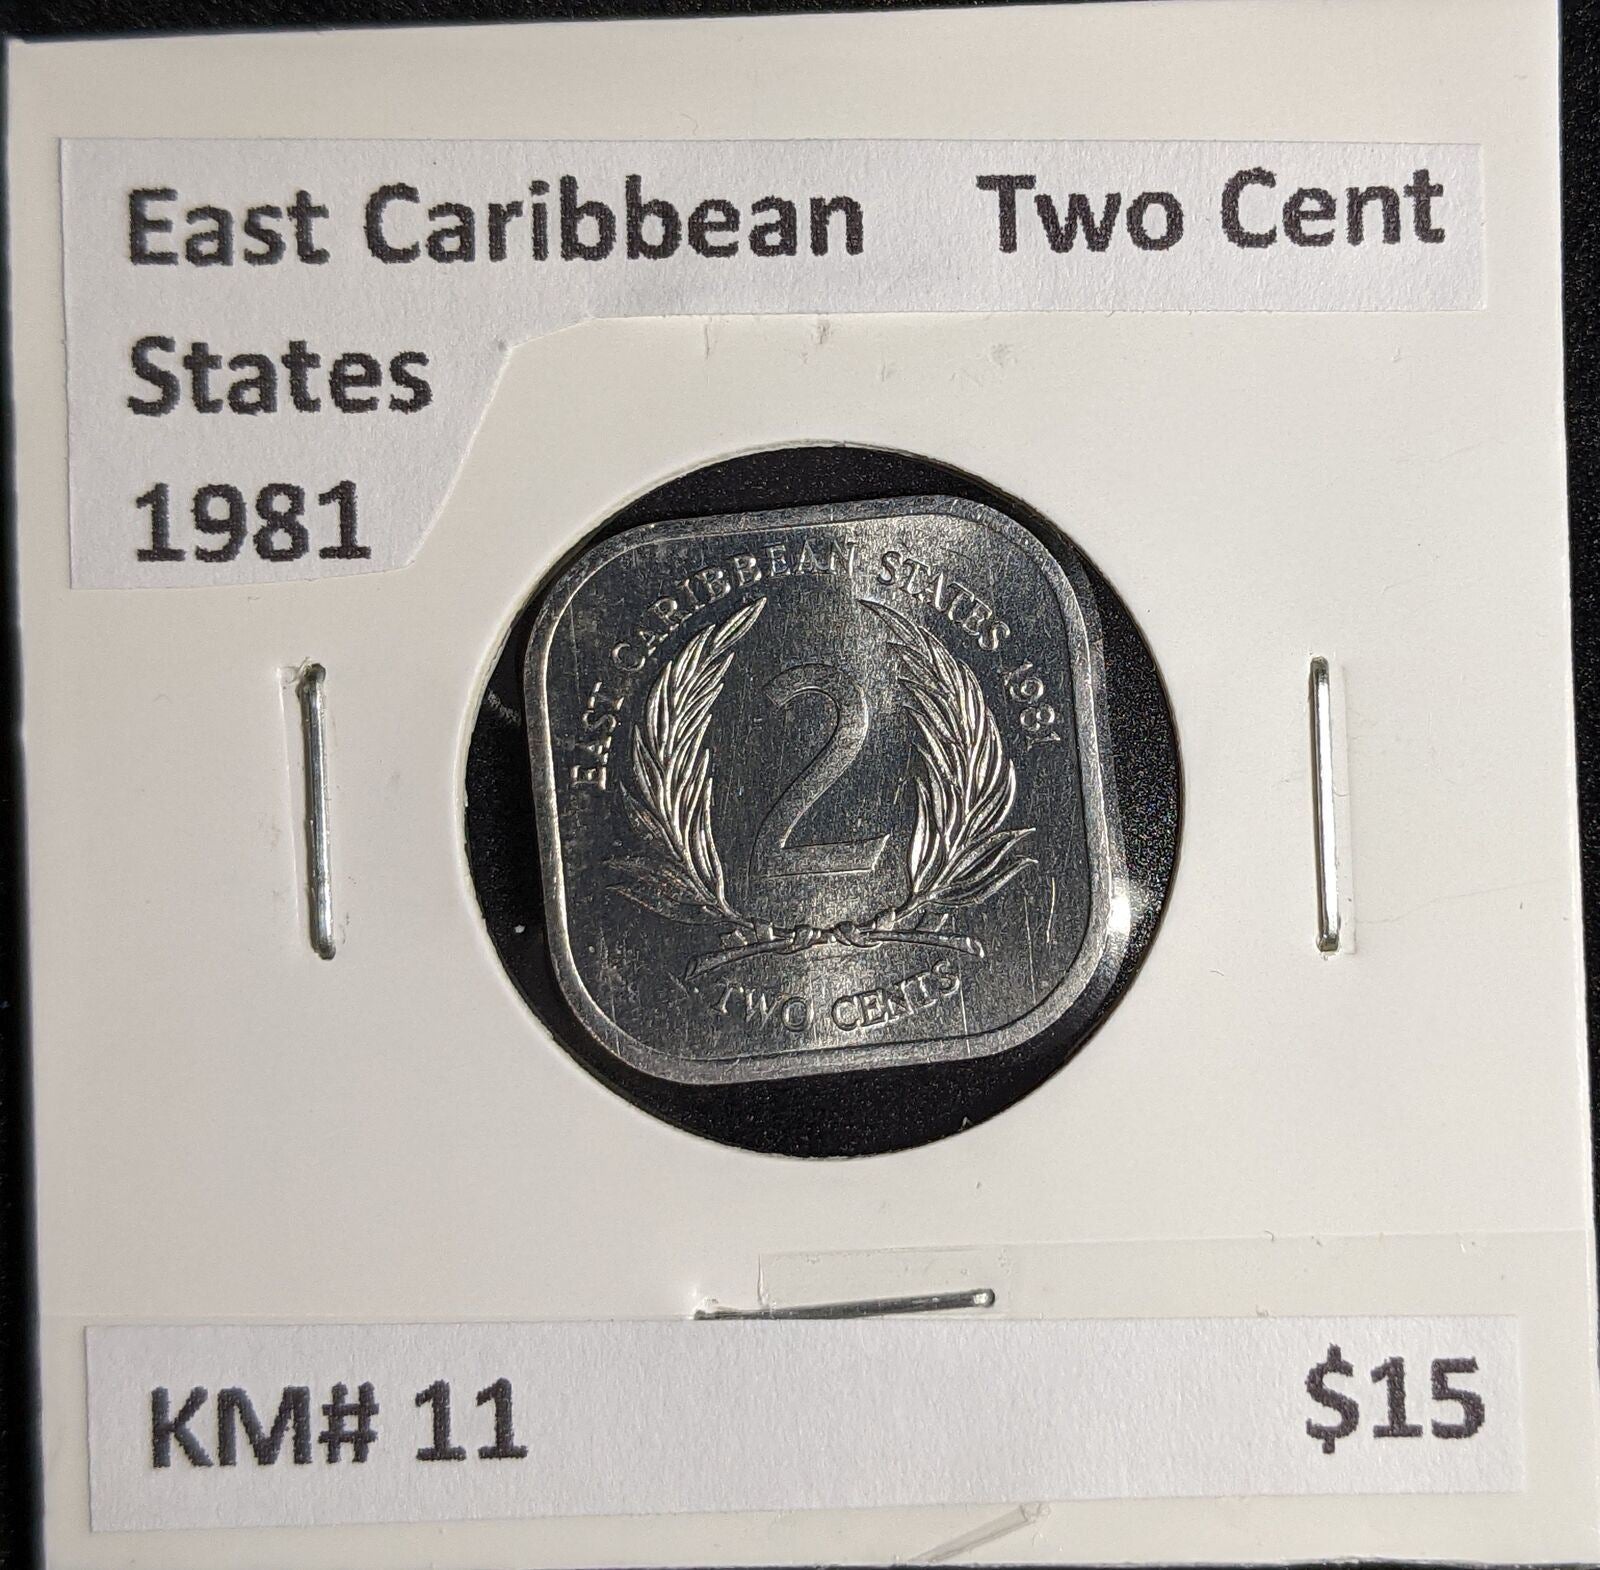 East Caribbean Two Cent
States
1981
EAST CARIBBEAN STATES 1981
2
TWO CENTS
KM# 11 $15